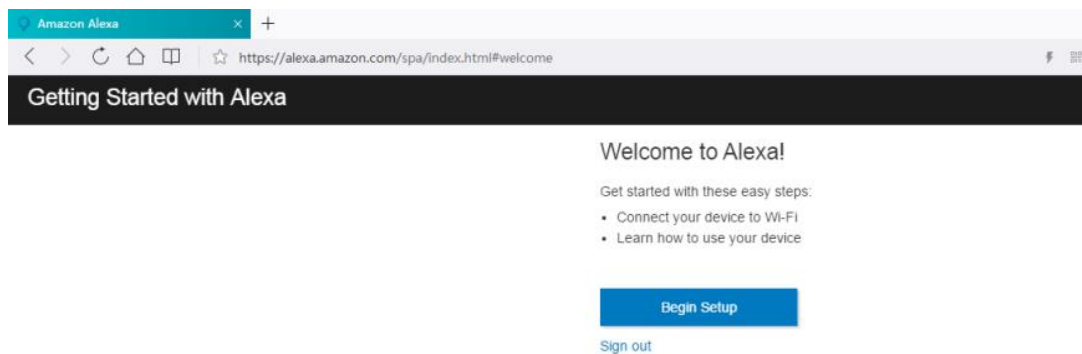 Amazon Alexa
https://alexa.amazon.com/spa/index.html#welcome
Getting Started with Alexa
Welcome to Alexa!
Get started with these easy steps:
• Connect your device to Wi-Fi
• Learn how to use your device
Begin Setup
Sign out